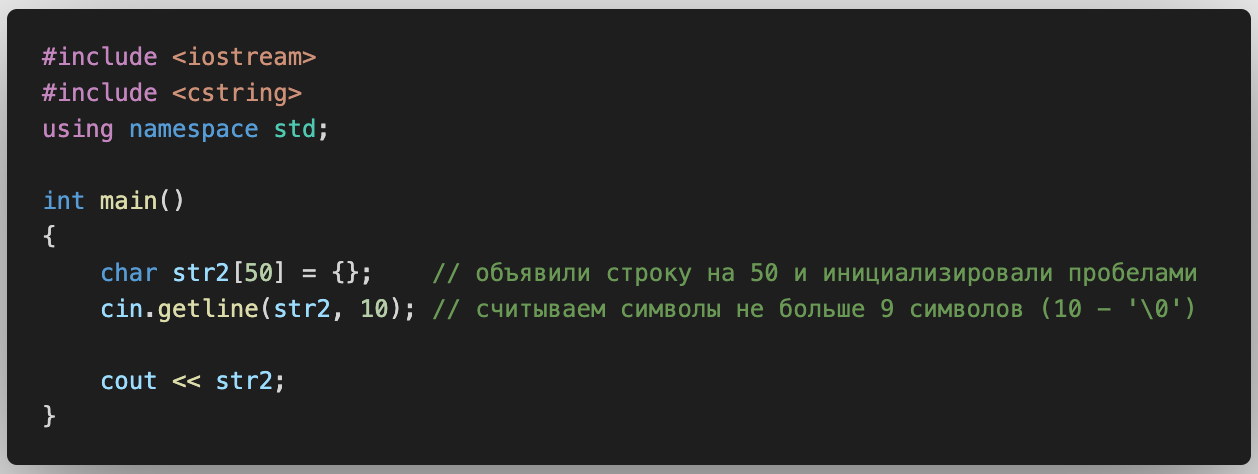 #include <iostream>
#include <cstring>
using namespace std;
int main()
{
char str2[50] = {}; // объявили строку на 50 и инициализировали пробелами
cin.getline(str2, 10); // считываем символы не больше 9 символов (10 - '\0')
cout << str2;
}